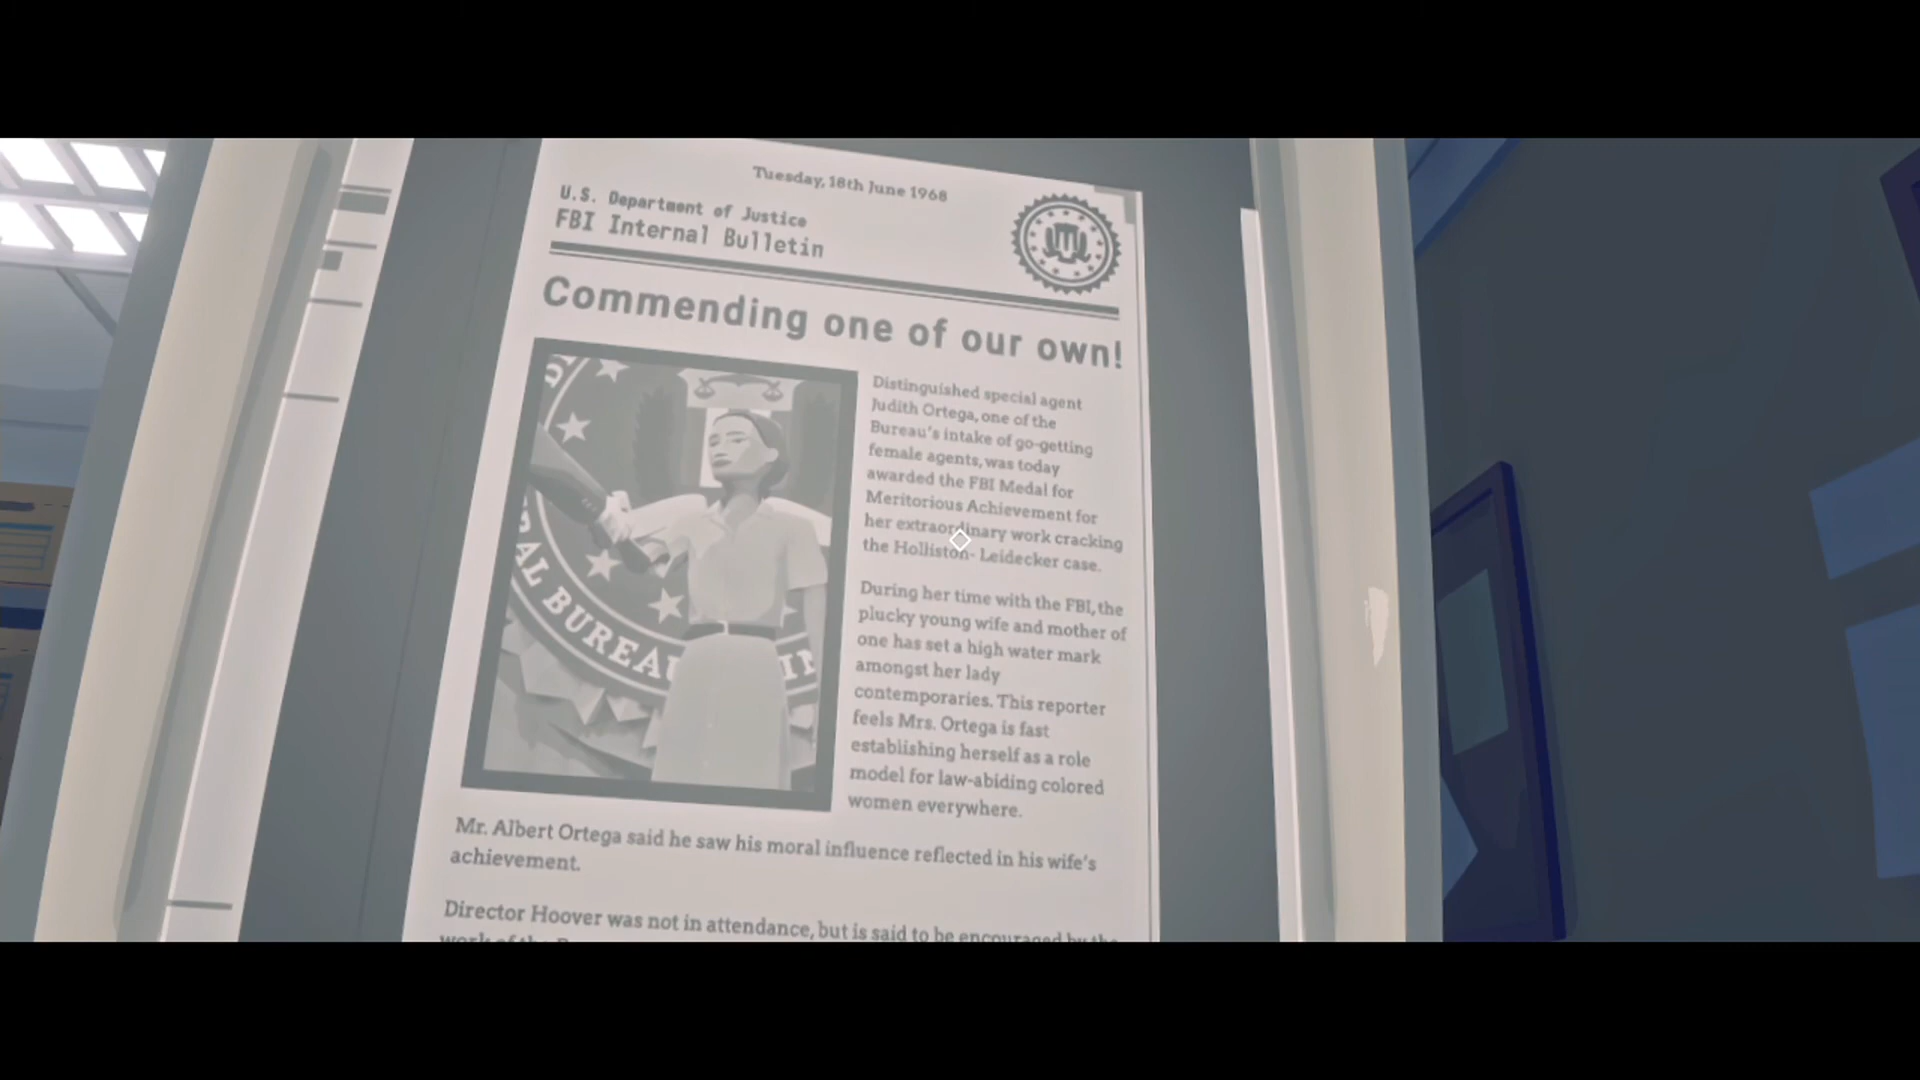 Tuesday, 18th June 1968
U.S. Department of Justice
FBI Internal Bulletin
Commending one of our own!
AL BUREAU
IN
Distinguished special agent
Judith Ortega, one of the
Bureau's intake of go-getting
female agents, was today
awarded the FBI Medal for
Meritorious Achievement for
her extraordinary work cracking
the Holliston- Leidecker case.
During her time with the FBI, the
plucky young wife and mother of
one has set a high water mark
amongst her lady
contemporaries. This reporter
feels Mrs. Ortega is fast
establishing herself as a role
model for law-abiding colored
women everywhere.
Mr. Albert Ortega said he saw his moral influence reflected in his wife's
achievement.
Director Hoover was not in attendance, but is said to be encouraged by the
work of the